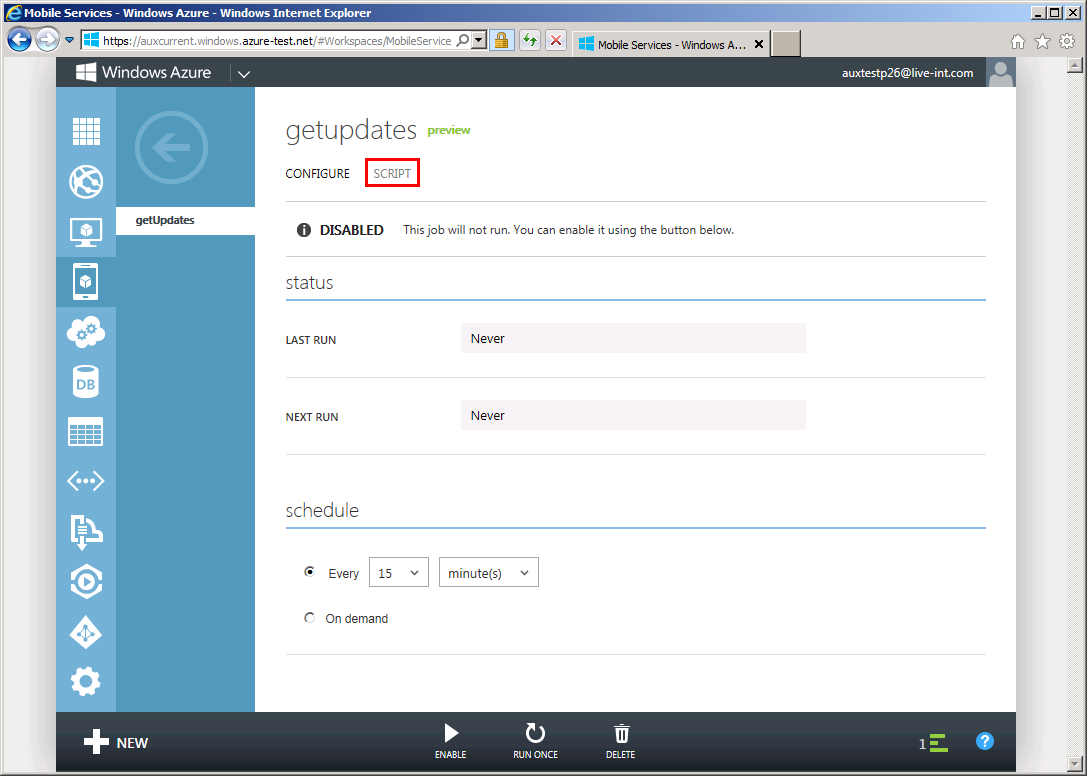 Mobile Services - Windows Azure - Windows Internet Explorer
https://auxcurrent.windows.azure-test.net/#Workspaces/MobileService
Mobile Services - Windows A...
Windows Azure
auxtestp26@live-int.com
getupdates preview
CONFIGURE SCRIPT
getUpdates
DISABLED This job will not run. You can enable it using the button below.
status
LAST RUN Never
NEXT RUN Never
DB
schedule
Every 15 minute(s)
On demand
NEW
ENABLE
RUN ONCE
DELETE
1
?